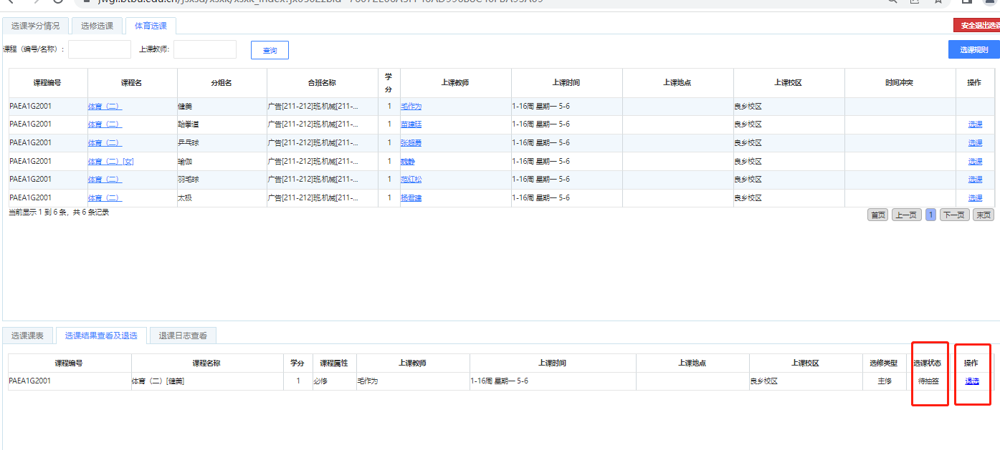 选课学分情况 选修选课 体育选课 安全退出选课
课程（编号/名称）: 上课教师: 查询 选课规则
课程编号 课程名 分组名 合班名称 学分 上课教师 上课时间 上课地点 上课校区 时间冲突 操作
PAEA1G2001 体育（二） 健美 广告[211-212]班,机械[211-... 1 毛作为 1-16周 星期一 5-6 良乡校区
PAEA1G2001 体育（二） 跆拳道 广告[211-212]班,机械[211-... 1 苗建廷 1-16周 星期一 5-6 良乡校区 选课
PAEA1G2001 体育（二） 乒乓球 广告[211-212]班,机械[211-... 1 张超慧 1-16周 星期一 5-6 良乡校区 选课
PAEA1G2001 体育（二）[女] 瑜伽 广告[211-212]班,机械[211-... 1 魏静 1-16周 星期一 5-6 良乡校区 选课
PAEA1G2001 体育（二） 羽毛球 广告[211-212]班,机械[211-... 1 范红松 1-16周 星期一 5-6 良乡校区 选课
PAEA1G2001 体育（二） 太极 广告[211-212]班,机械[211-... 1 杨君建 1-16周 星期一 5-6 良乡校区 选课
当前显示 1 到 6 条，共 6 条记录 首页 上一页 1 下一页 末页
选课课表 选课结果查看及退选 退课日志查看
课程编号 课程名称 学分 课程属性 上课教师 上课时间 上课地点 上课校区 选修类型 选课状态 操作
PAEA1G2001 体育（二）[健美] 1 必修 毛作为 1-16周 星期一 5-6 良乡校区 主修 待抽签 退选